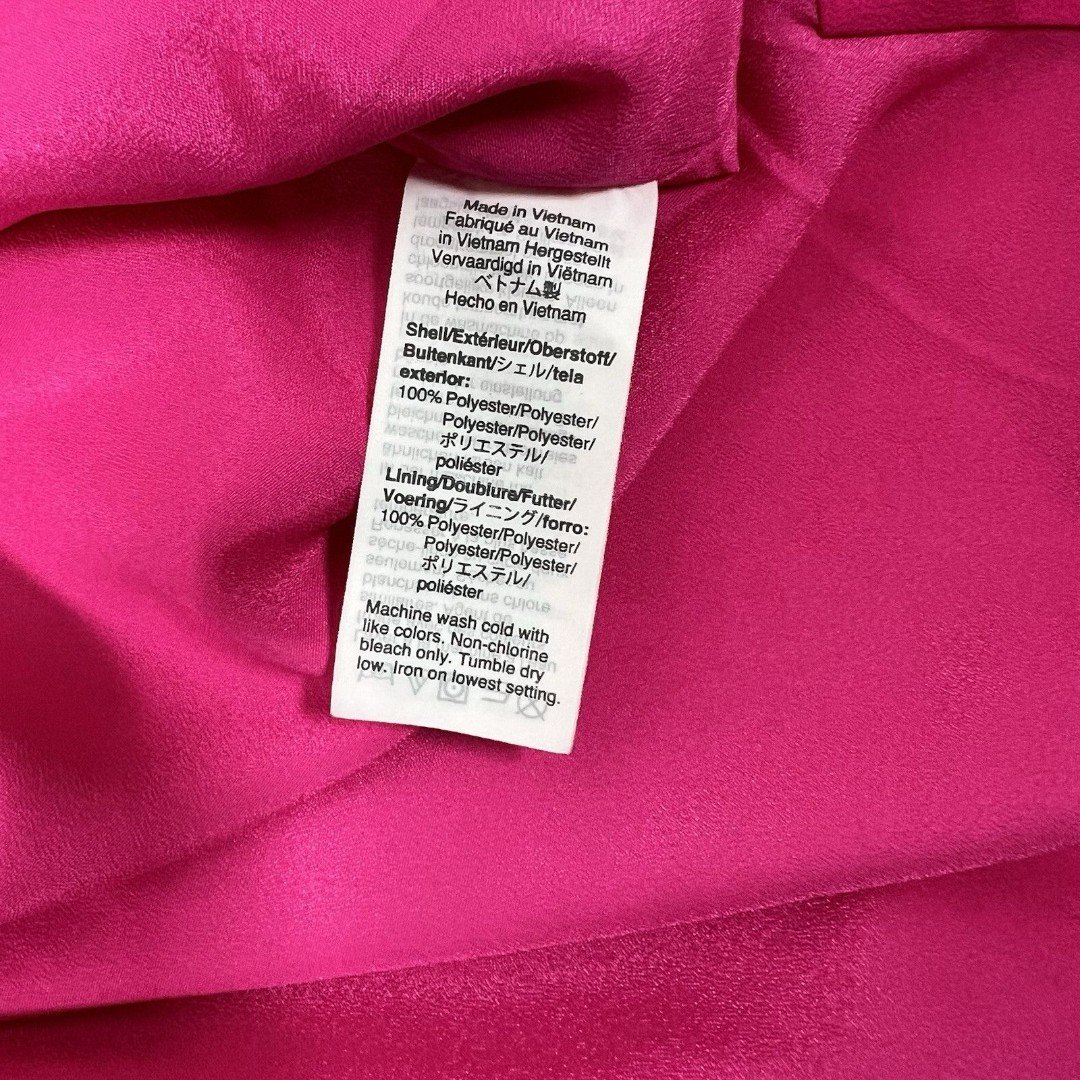 Made in Vietnam
Fabriqué au Vietnam
in Vietnam Hergestellt
Vervaardigd in Viëtnam
ベトナム製
Hecho en Vietnam
Shell/Extérieur/Oberstoff/
Buitenkant/シェル/tela
exterior:
100% Polyester/Polyester/
Polyester/Polyester/
ポリエステル/
poliéster
Lining/Doublure/Futter/
Voering/ライニング/forro:
100% Polyester/Polyester/
Polyester/Polyester/
ポリエステル/
poliéster
Machine wash cold with
like colors. Non-chlorine
bleach only. Tumble dry
low. Iron on lowest setting.